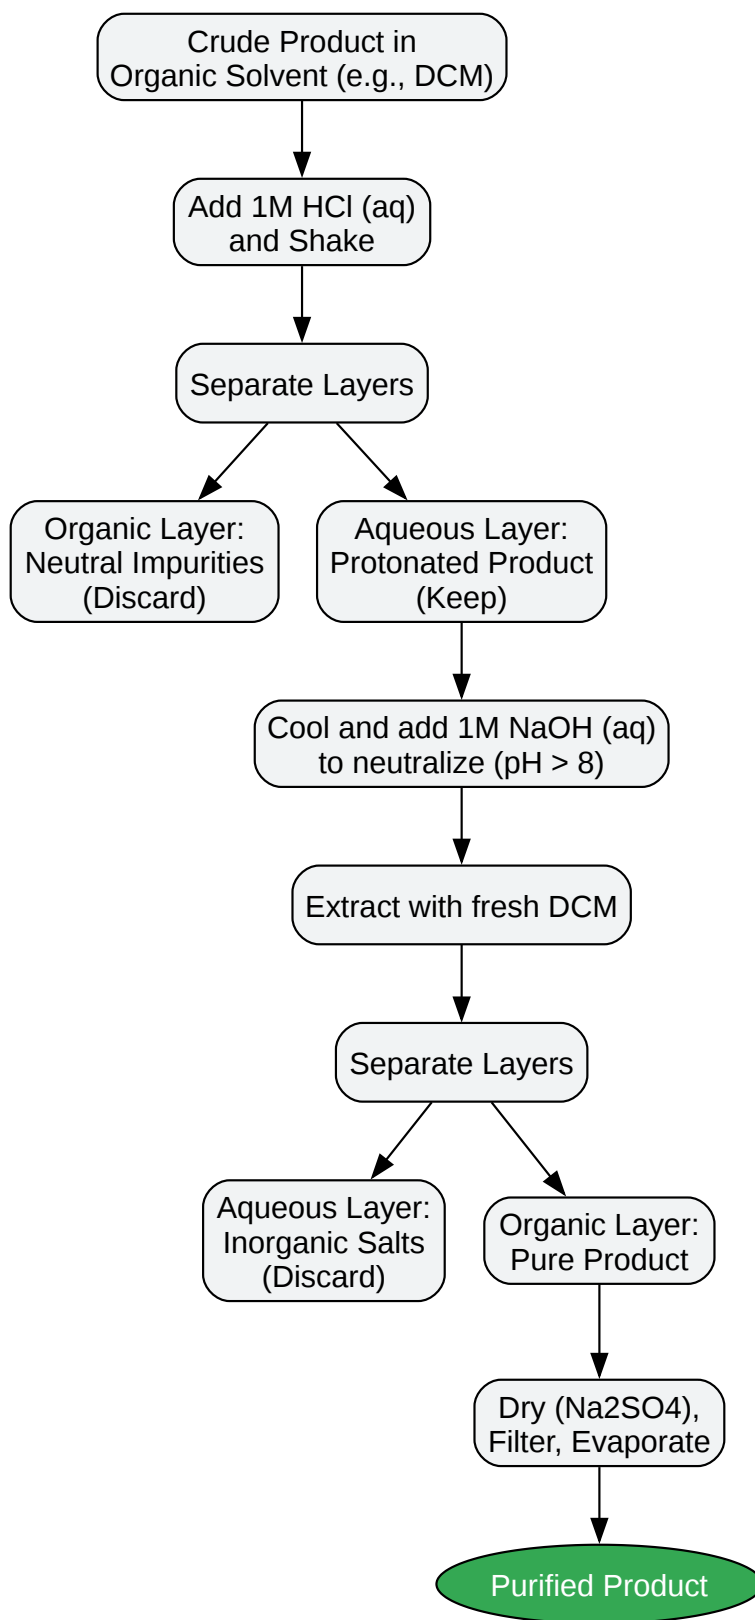 Crude Product in
Organic Solvent (e.g., DCM)
Add 1M HCl (aq)
and Shake
Separate Layers
Organic Layer:
Neutral Impurities
(Discard)
Aqueous Layer:
Protonated Product
(Keep)
Cool and add 1M NaOH (aq)
to neutralize (pH > 8)
Extract with fresh DCM
Separate Layers
Aqueous Layer:
Inorganic Salts
(Discard)
Organic Layer:
Pure Product
Dry (Na2SO4),
Filter, Evaporate
Purified Product